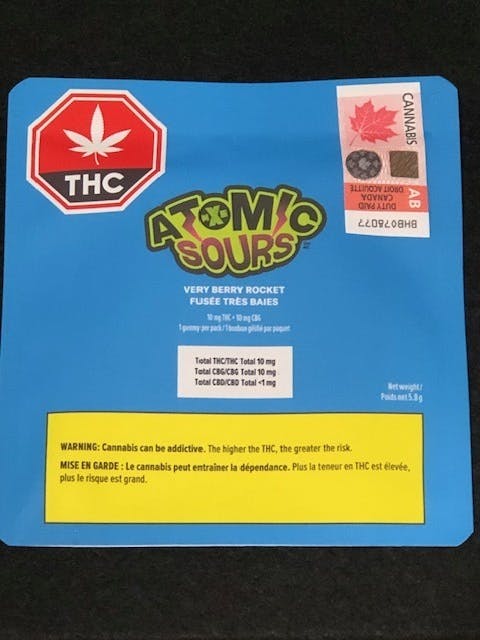 THC
CANNABIS
AB
DUTY PAID
CANADA
DROIT ACQUITTÉ
BHB078077
ATOMIC
SOURS
VERY BERRY ROCKET
FUSÉE TRÈS BAIES
10 mg THC + 10 mg CBG
1 gummy per pack / 1 bonbon gélifié par paquet
Total THC/THC Total 10 mg
Total CBG/CBG Total 10 mg
Total CBD/CBD Total <1 mg
Net weight /
Poids net 5.8 g
WARNING: Cannabis can be addictive. The higher the THC, the greater the risk.
MISE EN GARDE : Le cannabis peut entraîner la dépendance. Plus la teneur en THC est élevée,
plus le risque est grand.